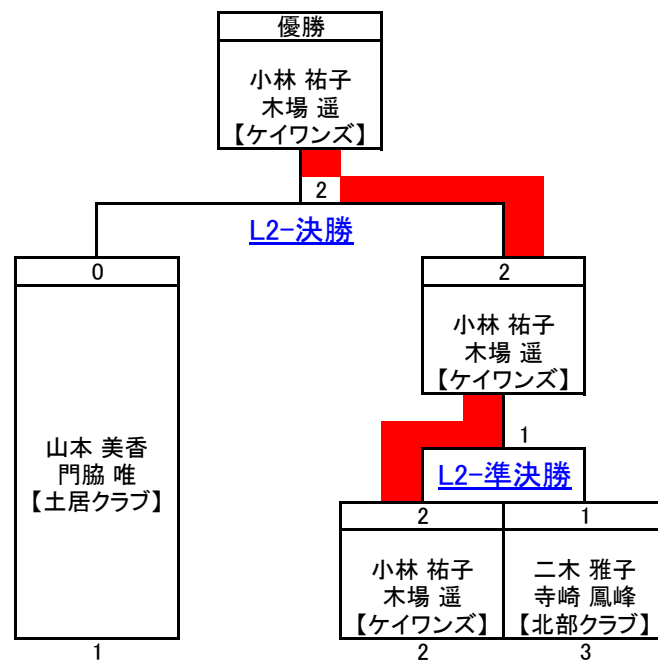 優勝
小林 祐子
木場 遥
【ケイワンズ】
2
L2-決勝
0
山本 美香
門脇 唯
【土居クラブ】
1
2
小林 祐子
木場 遥
【ケイワンズ】
1
L2-準決勝
2
小林 祐子
木場 遥
【ケイワンズ】
2
1
二木 雅子
寺崎 鳳峰
【北部クラブ】
3